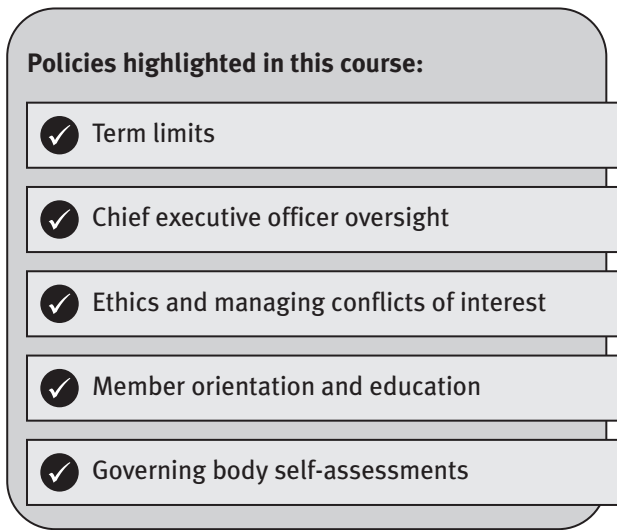 Policies highlighted in this course:
Term limits
Chief executive officer oversight
Ethics and managing conflicts of interest
Member orientation and education
Governing body self-assessments